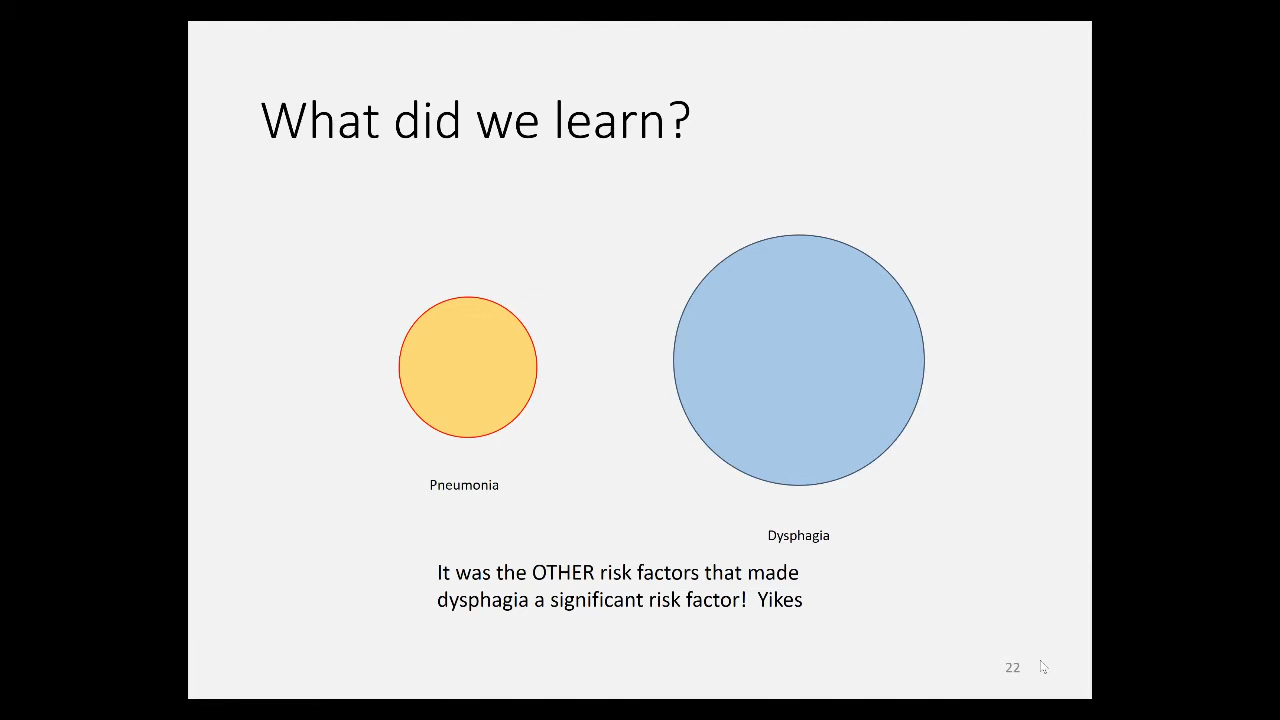 What did we learn?
Pneumonia
Dysphagia
It was the OTHER risk factors that made
dysphagia a significant risk factor!  Yikes
22